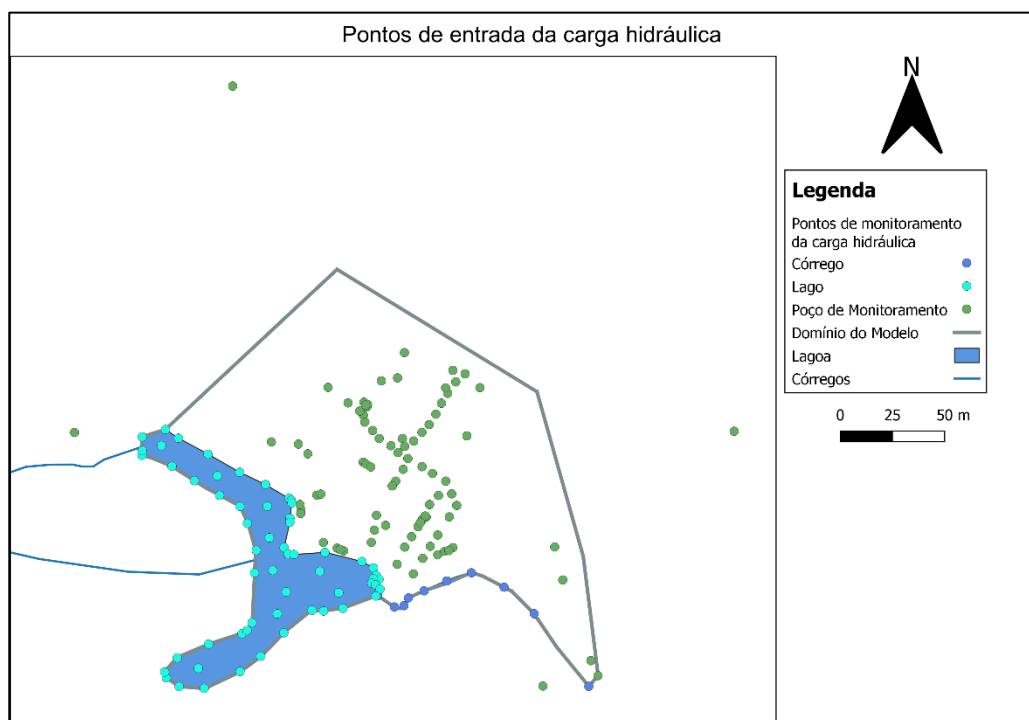 Pontos de entrada da carga hidráulica
N
Legenda
Pontos de monitoramento
da carga hidráulica
Córrego
Lago
Poço de Monitoramento
Domínio do Modelo
Lagoa
Córregos
0 25 50 m